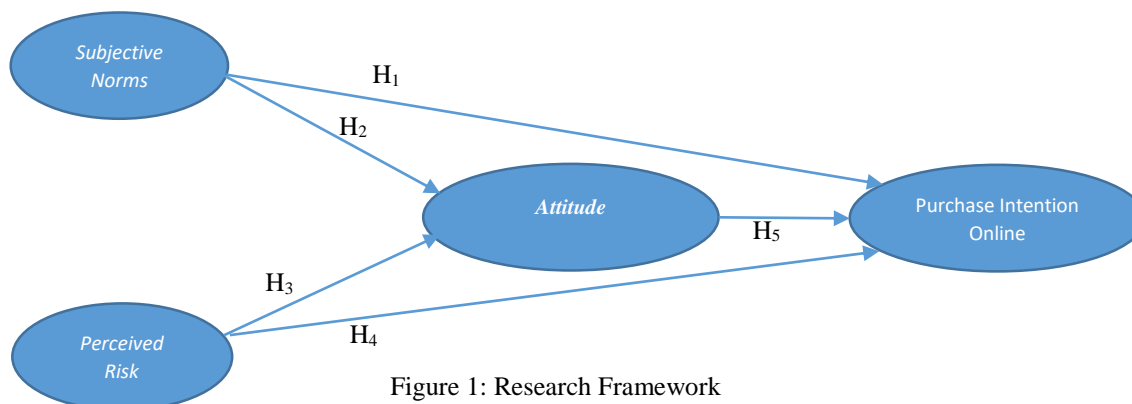 Subjective
Norms
H₁
H₂
Attitude
Purchase Intention
Online
H₅
H₃
H₄
Perceived
Risk
Figure 1: Research Framework